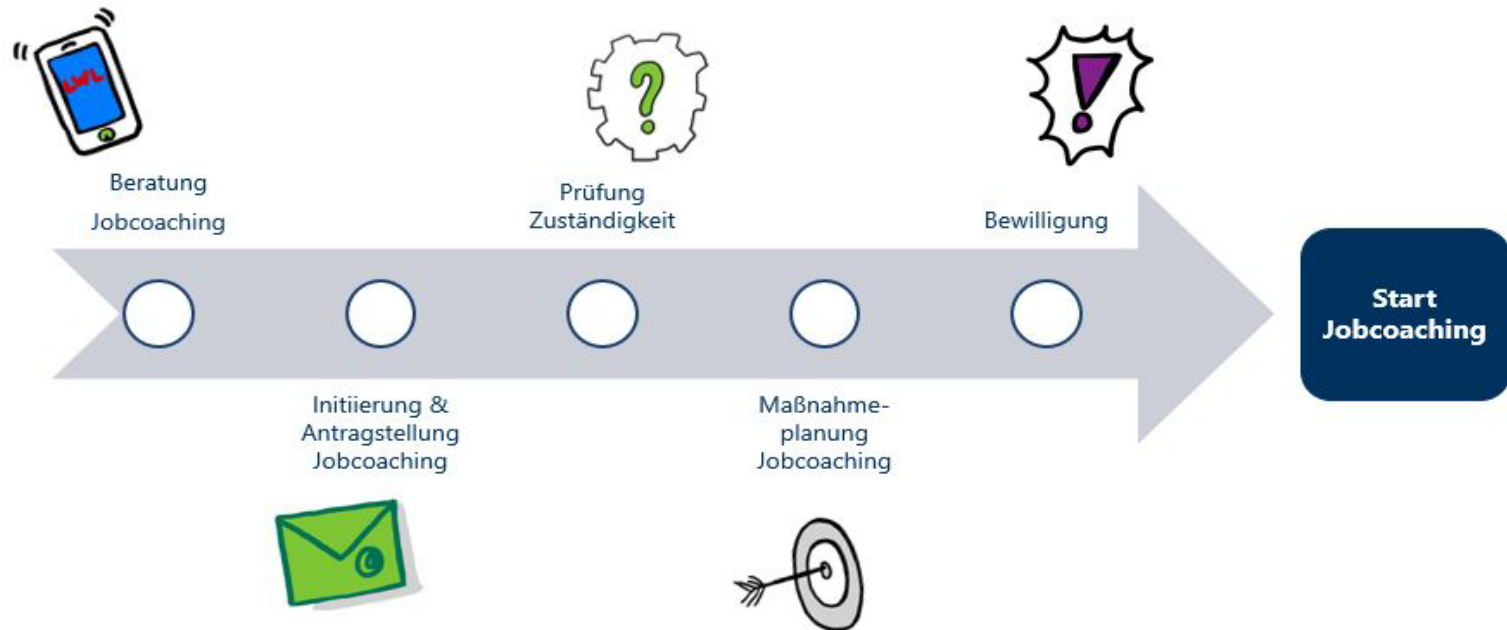 LWL
Beratung
Jobcoaching
Initiierung &
Antragstellung
Jobcoaching
?
Prüfung
Zuständigkeit
Maßnahme-
planung
Jobcoaching
!
Bewilligung
Start
Jobcoaching